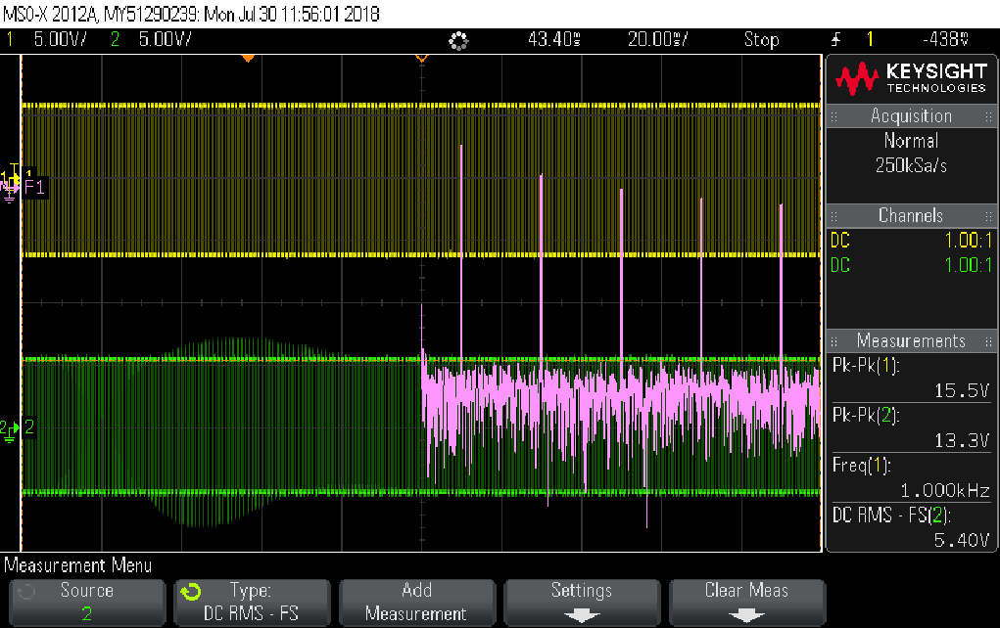 MSO-X 2012A, MY51290239: Mon Jul 30 11:56:01 2018
1 5.00V/ 2 5.00V/ 43.40ms 20.00ms/ Stop 1 -438mV
KEYSIGHT
TECHNOLOGIES
Acquisition
Normal
250kSa/s
Channels
DC 1.00:1
DC 1.00:1
Measurements
Pk-Pk(1):
15.5V
Pk-Pk(2):
13.3V
Freq(1):
1.000kHz
DC RMS - FS(2):
5.40V
T
1 1
F1
2 2
Measurement Menu
Source
2
Type:
DC RMS - FS
Add
Measurement
Settings
Clear Meas